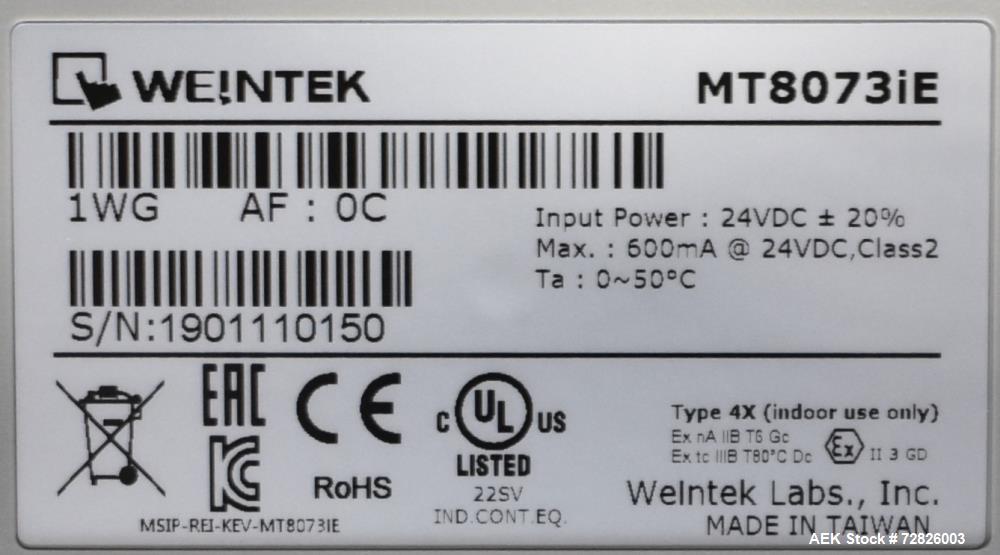 WEINTEK MT8073iE
1WG AF : 0C
Input Power : 24VDC ± 20%
Max. : 600mA @ 24VDC,Class2
Ta : 0~50°C
S/N:1901110150
EAC
CE
C UL US
LISTED
22SV
IND.CONT.EQ.
KC
RoHS
MSIP-REI-KEV-MT8073IE
Type 4X (indoor use only)
Ex nA IIB T6 Gc
Ex tc IIIB T80°C Dc
Ex II 3 GD
WeIntek Labs., Inc.
MADE IN TAIWAN
AEK Stock # 72826003